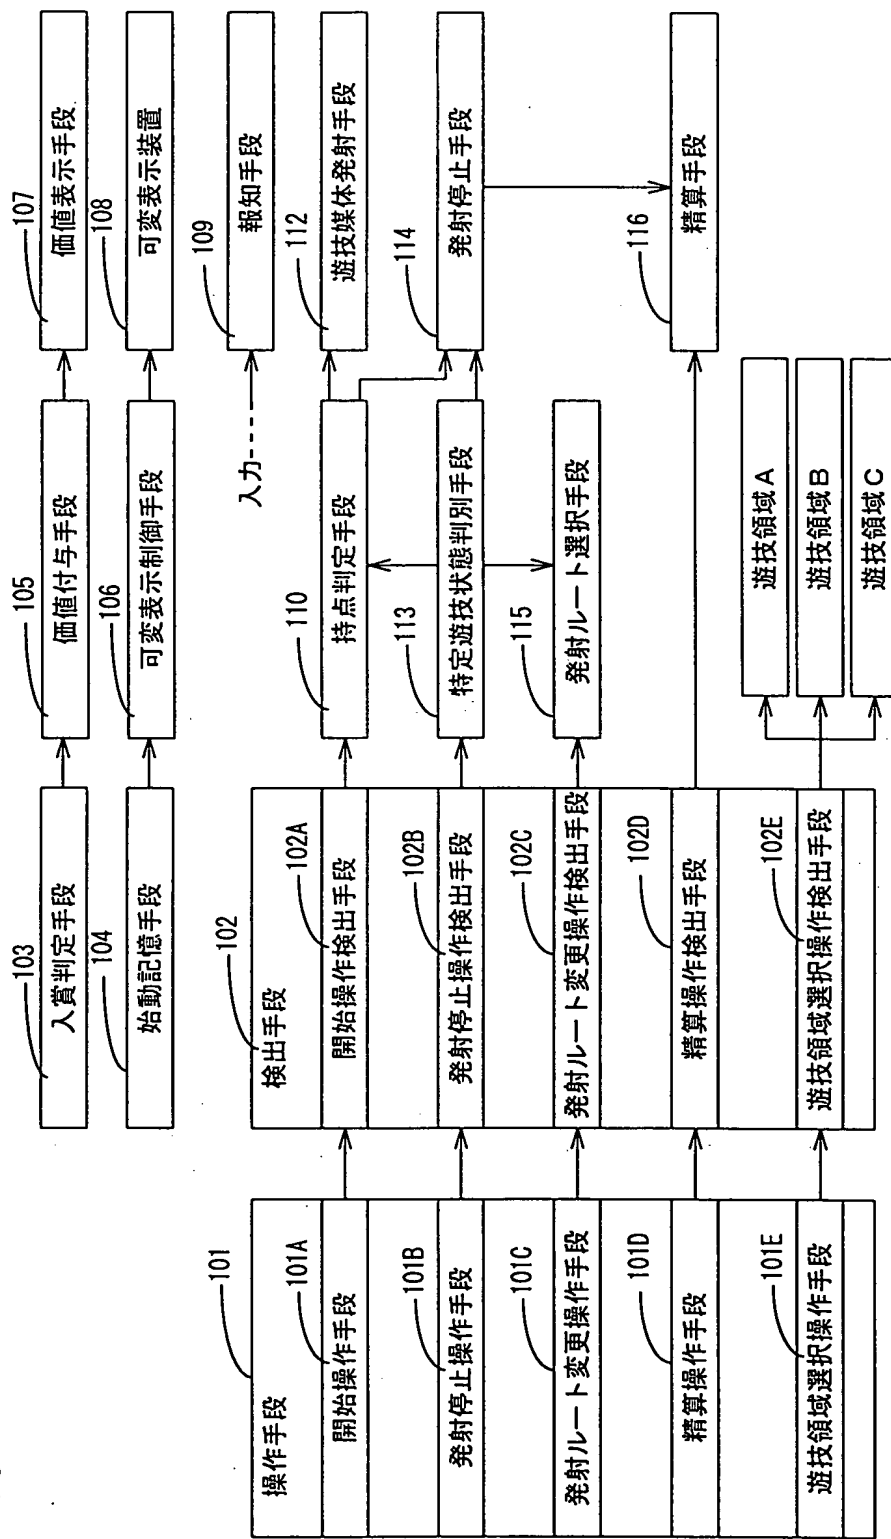 103
入賞判定手段
105
価値付与手段
107
価値表示手段
104
始動記憶手段
106
可変表示制御手段
108
可変表示装置
入力
109
報知手段
101
操作手段
101A
開始操作手段
101B
発射停止操作手段
101C
発射ルート変更操作手段
101D
精算操作手段
101E
遊技領域選択操作手段
102
検出手段
102A
開始操作検出手段
102B
発射停止操作検出手段
102C
発射ルート変更操作検出手段
102D
精算操作検出手段
102E
遊技領域選択操作検出手段
110
持点判定手段
113
特定遊技状態判別手段
115
発射ルート選択手段
112
遊技媒体発射手段
114
発射停止手段
116
精算手段
遊技領域A
遊技領域B
遊技領域C